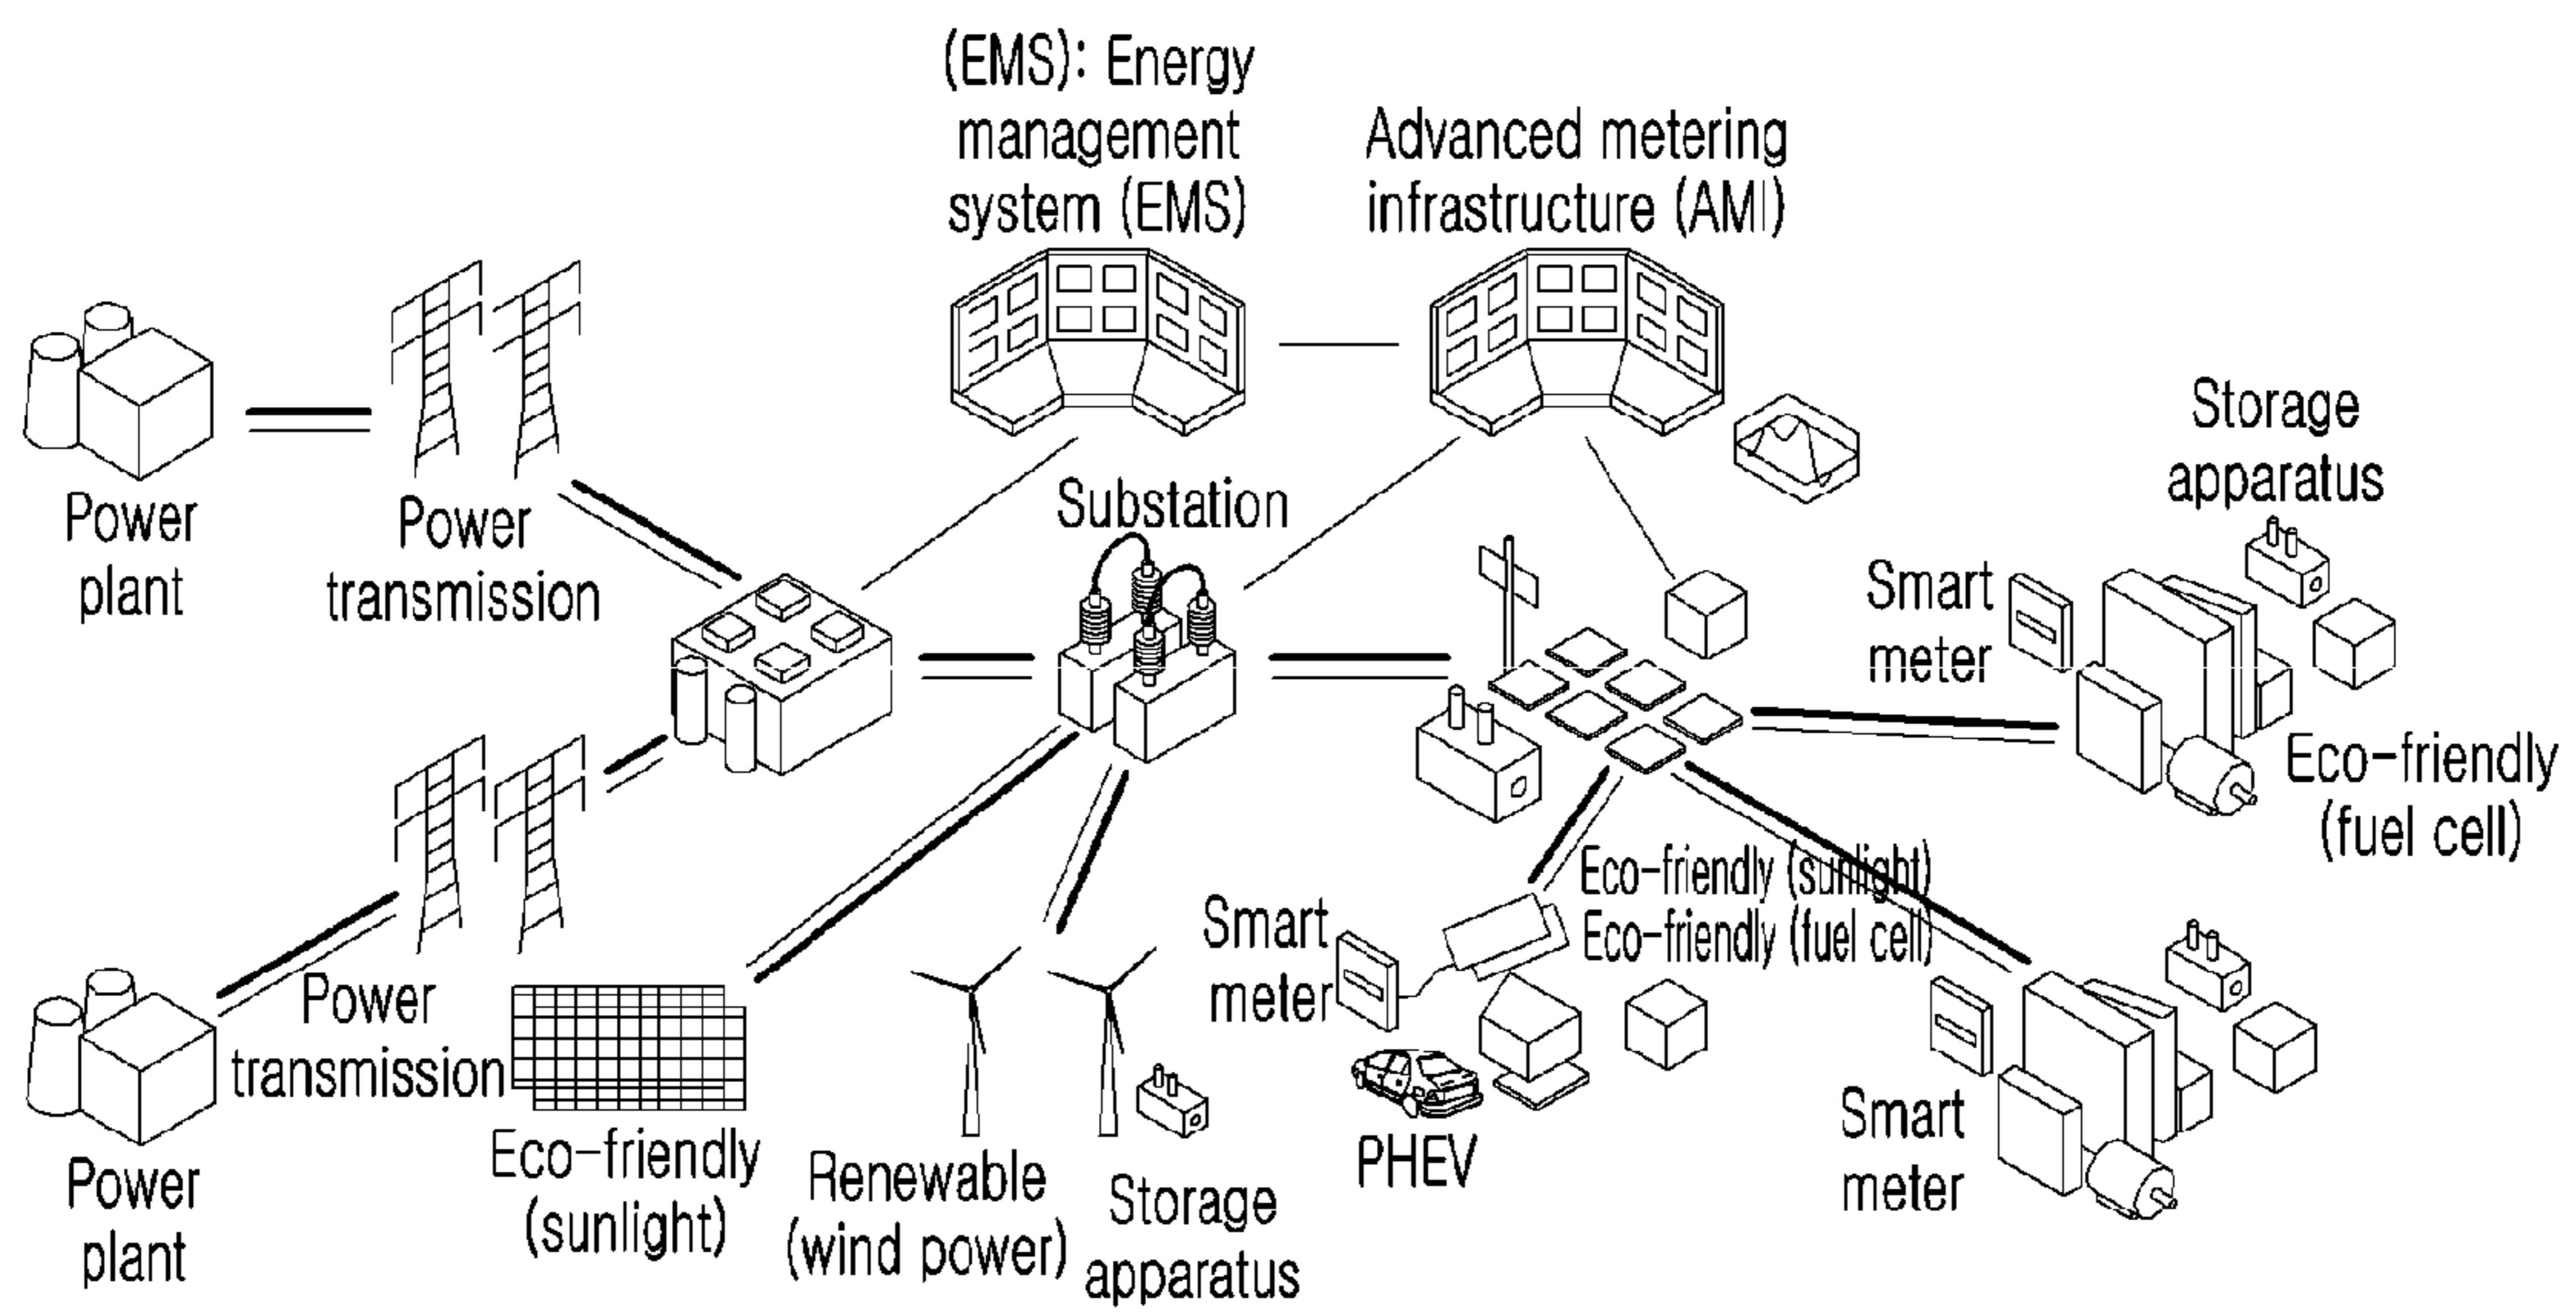 (EMS): Energy
management
system (EMS)
Advanced metering
infrastructure (AMI)
Power
plant
Power
transmission
Substation
Storage
apparatus
Smart
meter
Eco-friendly
(fuel cell)
Power
plant
Power
transmission
Eco-friendly
(sunlight)
Renewable
(wind power)
Storage
apparatus
Smart
meter
Eco-friendly (sunlight)
Eco-friendly (fuel cell)
PHEV
Smart
meter